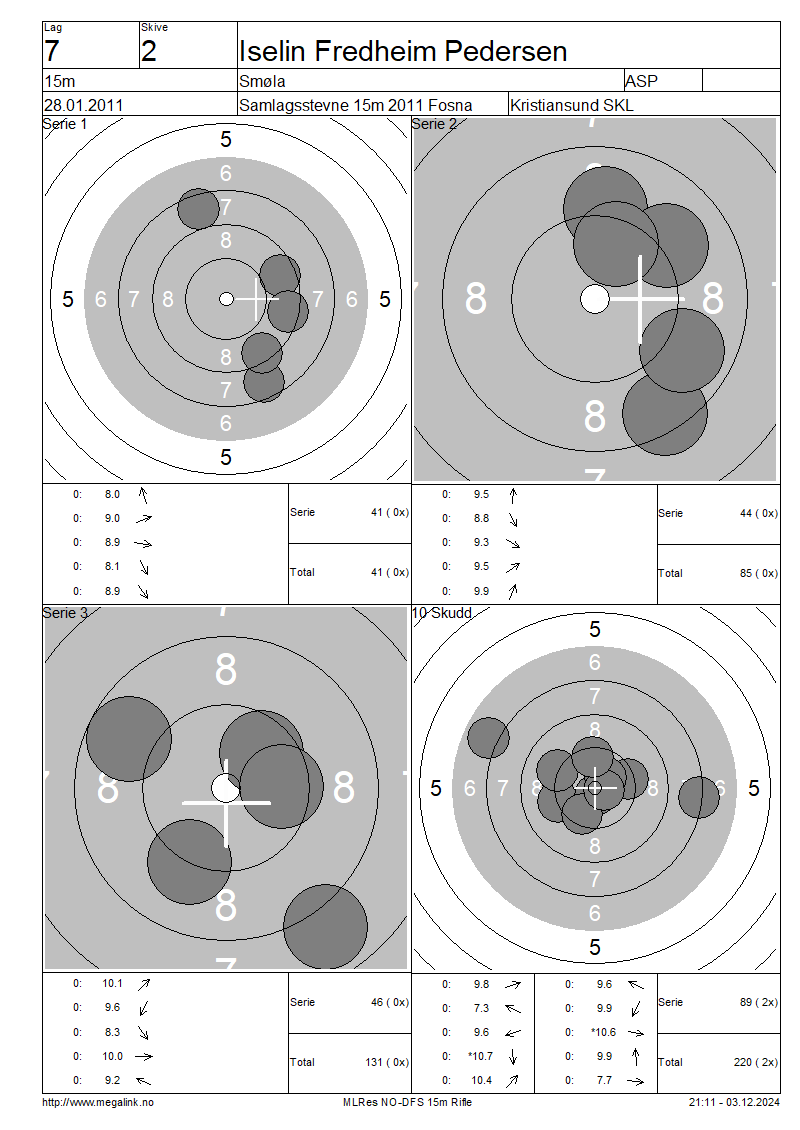 Lag
Skive
7
2
Iselin Fredheim Pedersen
15m
Smøla
ASP
28.01.2011
Samlagsstevne 15m 2011 Fosna
Kristiansund SKL
Serie 1
5
6
7
8
5 6 7 8 7 6 5
8
7
6
5
0: 8.0
0: 9.0
0: 8.9
0: 8.1
0: 8.9
Serie 41 ( 0x)
Total 41 ( 0x)
Serie 2
8 8
8
7
0: 9.5
0: 8.8
0: 9.3
0: 9.5
0: 9.9
Serie 44 ( 0x)
Total 85 ( 0x)
Serie 3
8
8 8
8
7
0: 10.1
0: 9.6
0: 8.3
0: 10.0
0: 9.2
Serie 46 ( 0x)
Total 131 ( 0x)
10 Skudd
5
6
7
8
5 6 7 8 8 7 6 5
8
7
6
5
0: 9.8
0: 7.3
0: 9.6
0: *10.7
0: 10.4
0: 9.6
0: 9.9
0: *10.6
0: 9.9
0: 7.7
Serie 89 ( 2x)
Total 220 ( 2x)
http://www.megalink.no
MLRes NO-DFS 15m Rifle
21:11 - 03.12.2024